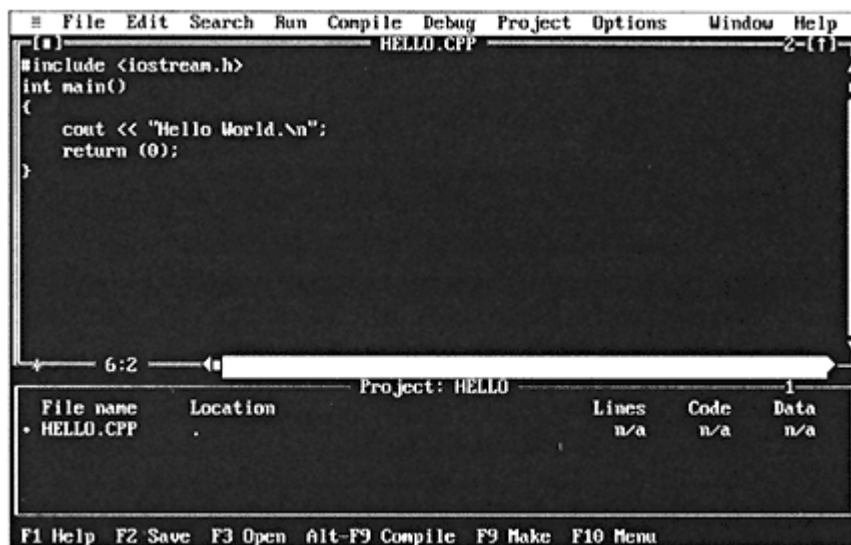 ≡ File Edit Search Run Compile Debug Project Options Window Help
[■] HELLO.CPP 2-[↑]
#include <iostream.h>
int main()
{
    cout << "Hello World.\n";
    return (0);
}
6:2
Project: HELLO 1
File name Location Lines Code Data
• HELLO.CPP . n/a n/a n/a
F1 Help F2 Save F3 Open Alt-F9 Compile F9 Make F10 Menu